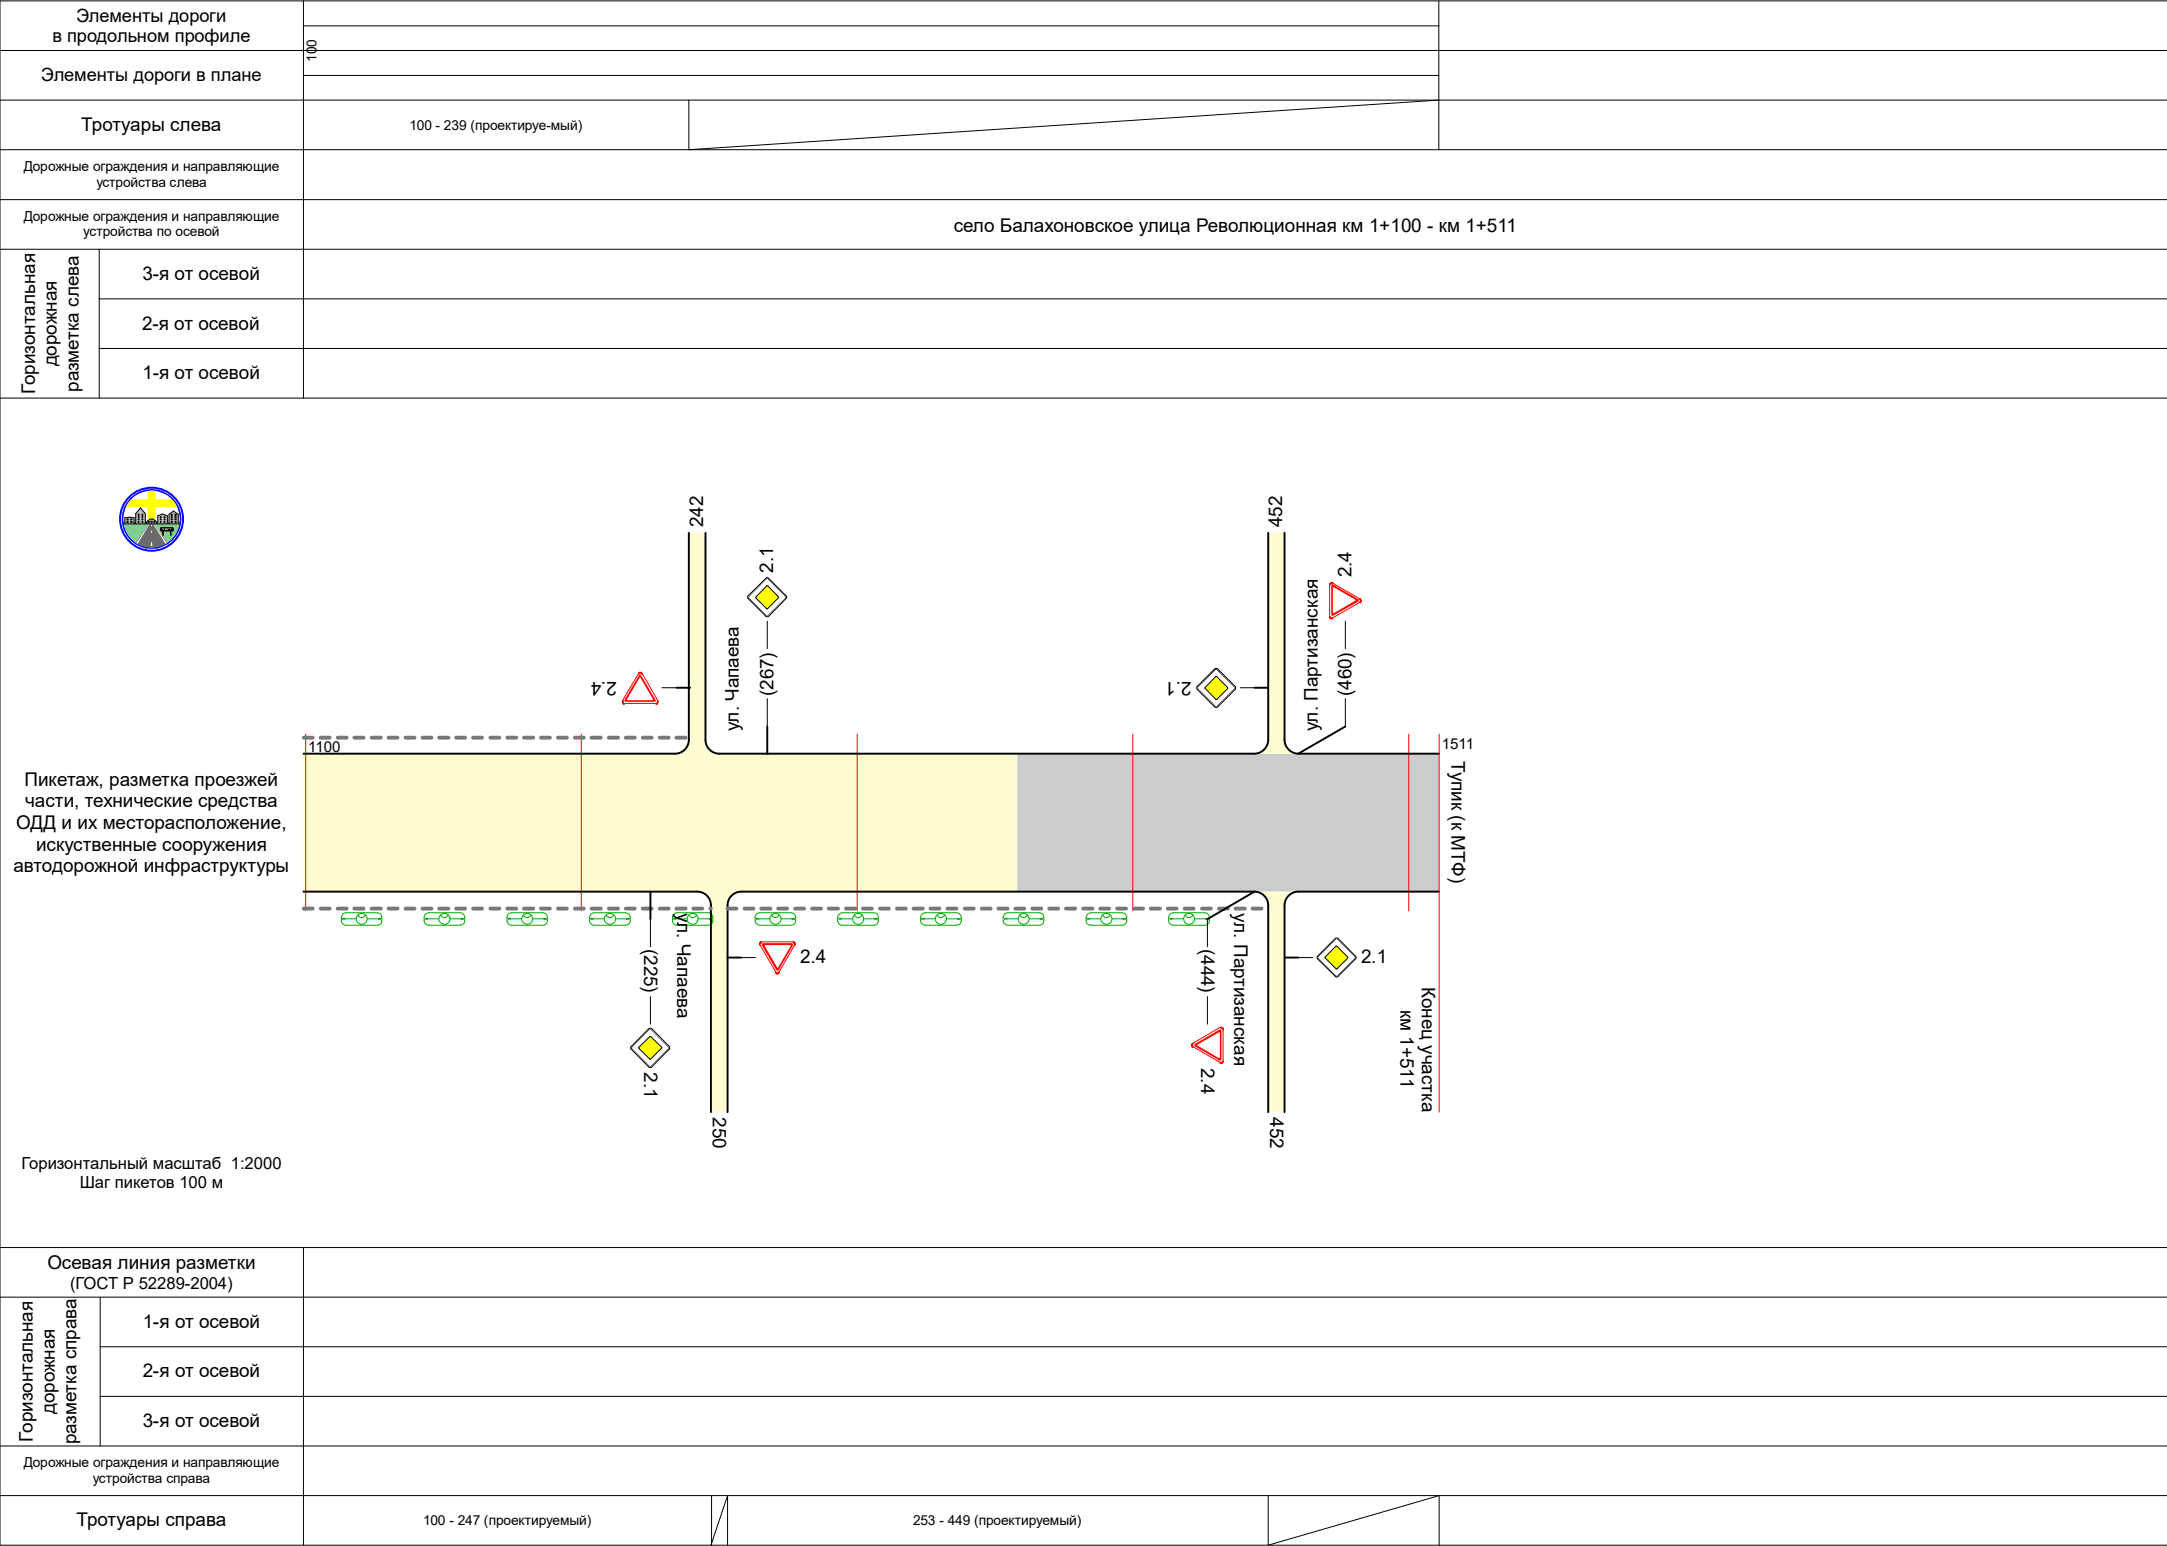 Элементы дороги
в продольном профиле
100
Элементы дороги в плане
Тротуары слева
100 - 239 (проектируе-мый)
Дорожные ограждения и направляющие
устройства слева
Дорожные ограждения и направляющие
устройства по осевой
село Балахоновское улица Революционная км 1+100 - км 1+511
Горизонтальная
дорожная
разметка слева
3-я от осевой
2-я от осевой
1-я от осевой
242
452
2.1
2.4
ул. Чапаева
(267)
ул. Партизанская
(460)
2.4
2.1
1100
1511
Тупик (к МТФ)
Пикетаж, разметка проезжей
части, технические средства
ОДД и их месторасположение,
искуственные сооружения
автодорожной инфраструктуры
(225)
ул. Чапаева
2.4
2.1
250
(444)
ул. Партизанская
2.4
2.1
452
Конец участка
км 1+511
Горизонтальный масштаб 1:2000
Шаг пикетов 100 м
Осевая линия разметки
(ГОСТ Р 52289-2004)
Горизонтальная
дорожная
разметка справа
1-я от осевой
2-я от осевой
3-я от осевой
Дорожные ограждения и направляющие
устройства справа
Тротуары справа
100 - 247 (проектируемый)
253 - 449 (проектируемый)